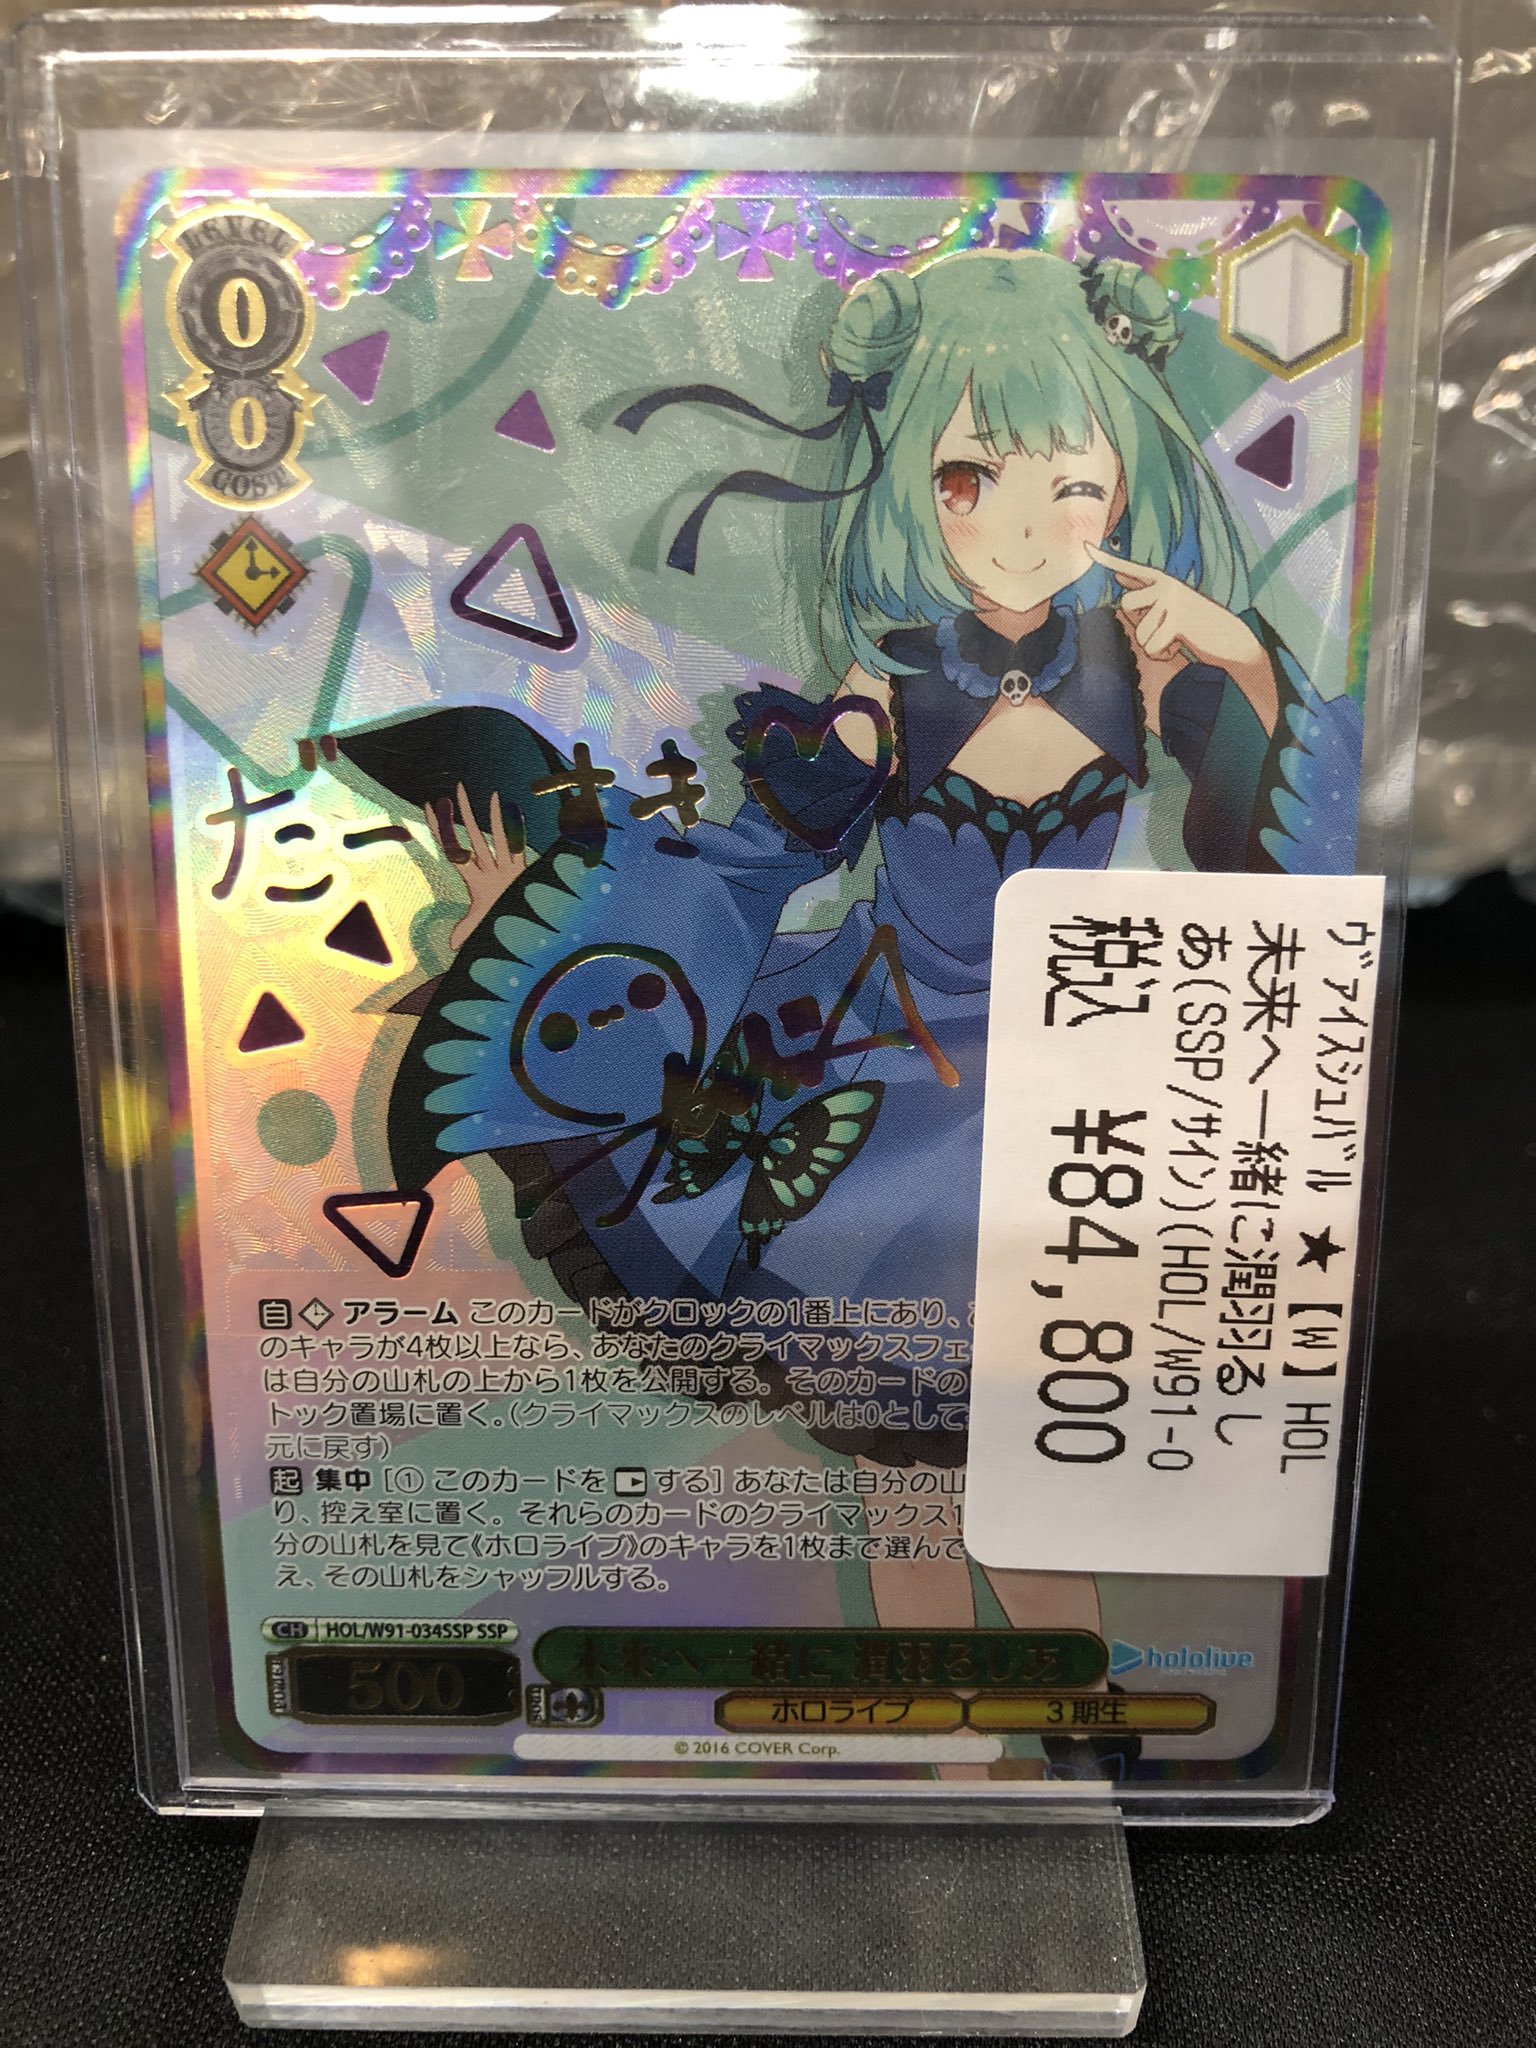 LEVEL
0
0
COST
だーいすき♡
自 アラーム このカードがクロックの1番上にあり、
のキャラが4枚以上なら、あなたのクライマックスフェ
は自分の山札の上から1枚を公開する。そのカードの
トック置場に置く。(クライマックスのレベルは0として
元に戻す)
起 集中 [① このカードを する] あなたは自分の山
り、控え室に置く。それらのカードのクライマックス1
分の山札を見て《ホロライブ》のキャラを1枚まで選んで
え、その山札をシャッフルする。
CH HOL/W91-034SSP SSP
POWER 500
SOUL
未来へ一緒に 潤羽るしあ
hololive
ホロライブ
3期生
© 2016 COVER Corp.
ヴァイスシュバル ★【W】HOL
未来へ一緒に潤羽るし
あ(SSP/サイン)(HOL/W91-0
税込 ¥84,800